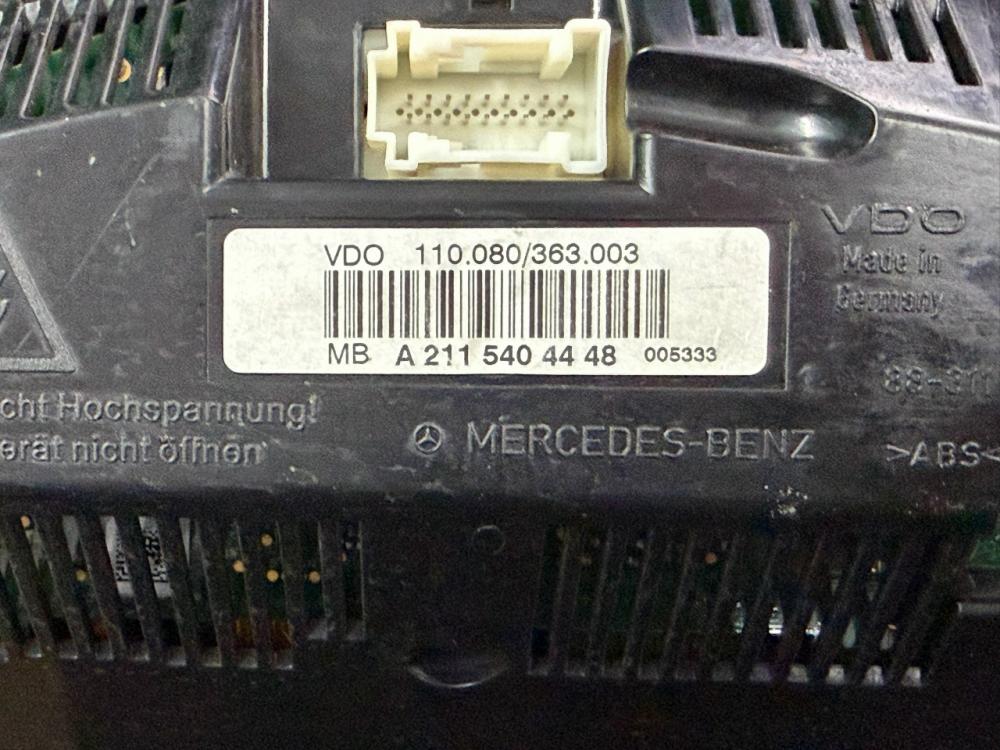 VDO 110.080/363.003
MB A 211 540 44 48 005333
VDO
Made in
Germany
cht Hochspannung!
erät nicht öffnen
MERCEDES-BENZ
>ABS<